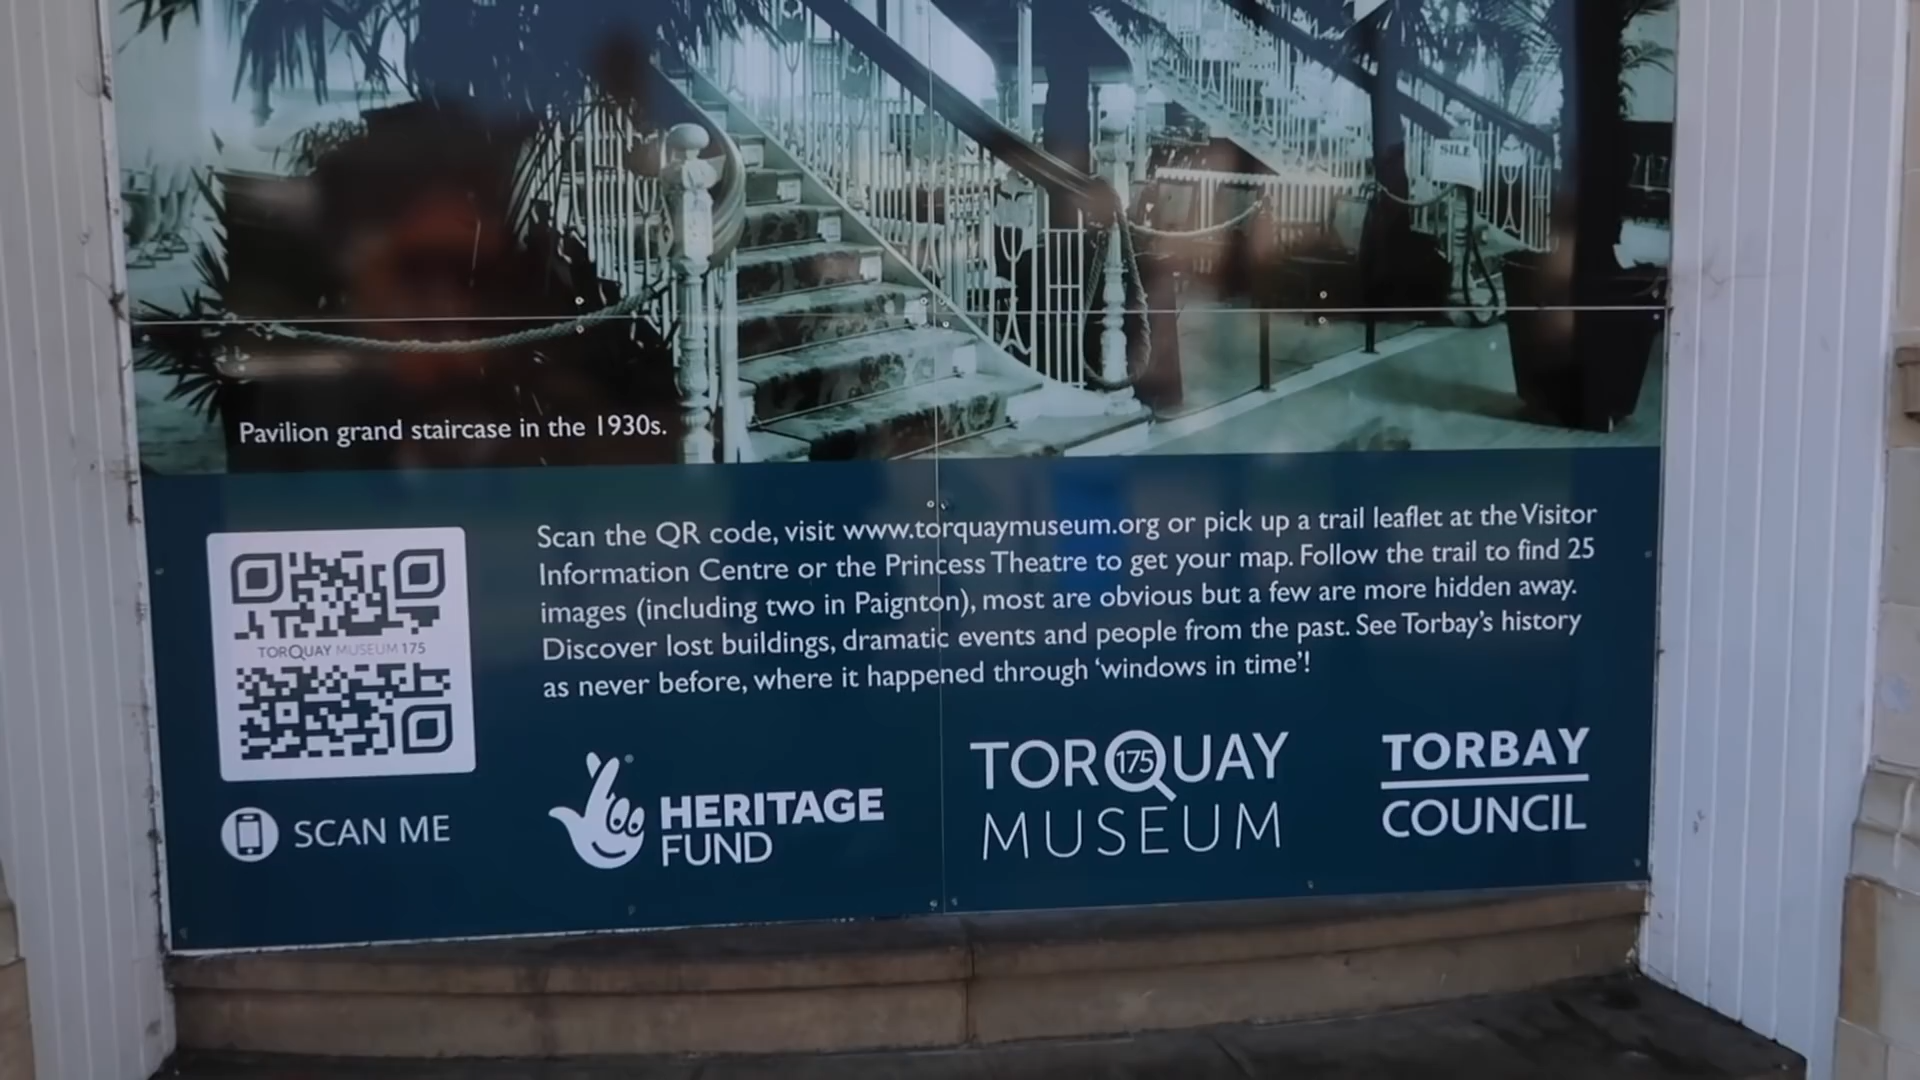 SILE
Pavilion grand staircase in the 1930s.
Scan the QR code, visit www.torquaymuseum.org or pick up a trail leaflet at the Visitor
Information Centre or the Princess Theatre to get your map. Follow the trail to find 25
images (including two in Paignton), most are obvious but a few are more hidden away.
Discover lost buildings, dramatic events and people from the past. See Torbay's history
as never before, where it happened through 'windows in time'!
TORQUAY MUSEUM 175
SCAN ME
HERITAGE
FUND
TORQUAY
175
MUSEUM
TORBAY
COUNCIL